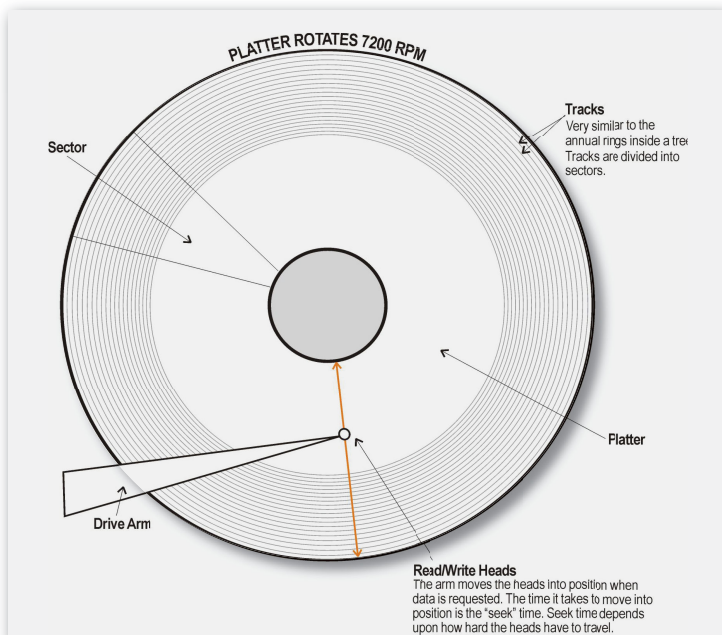 PLATTER ROTATES 7200 RPM
Tracks
Very similar to the
annual rings inside a tree
Tracks are divided into
sectors.
Sector
Platter
Drive Arm
Read/Write Heads
The arm moves the heads into position when
data is requested. The time it takes to move into
position is the “seek” time. Seek time depends
upon how hard the heads have to travel.